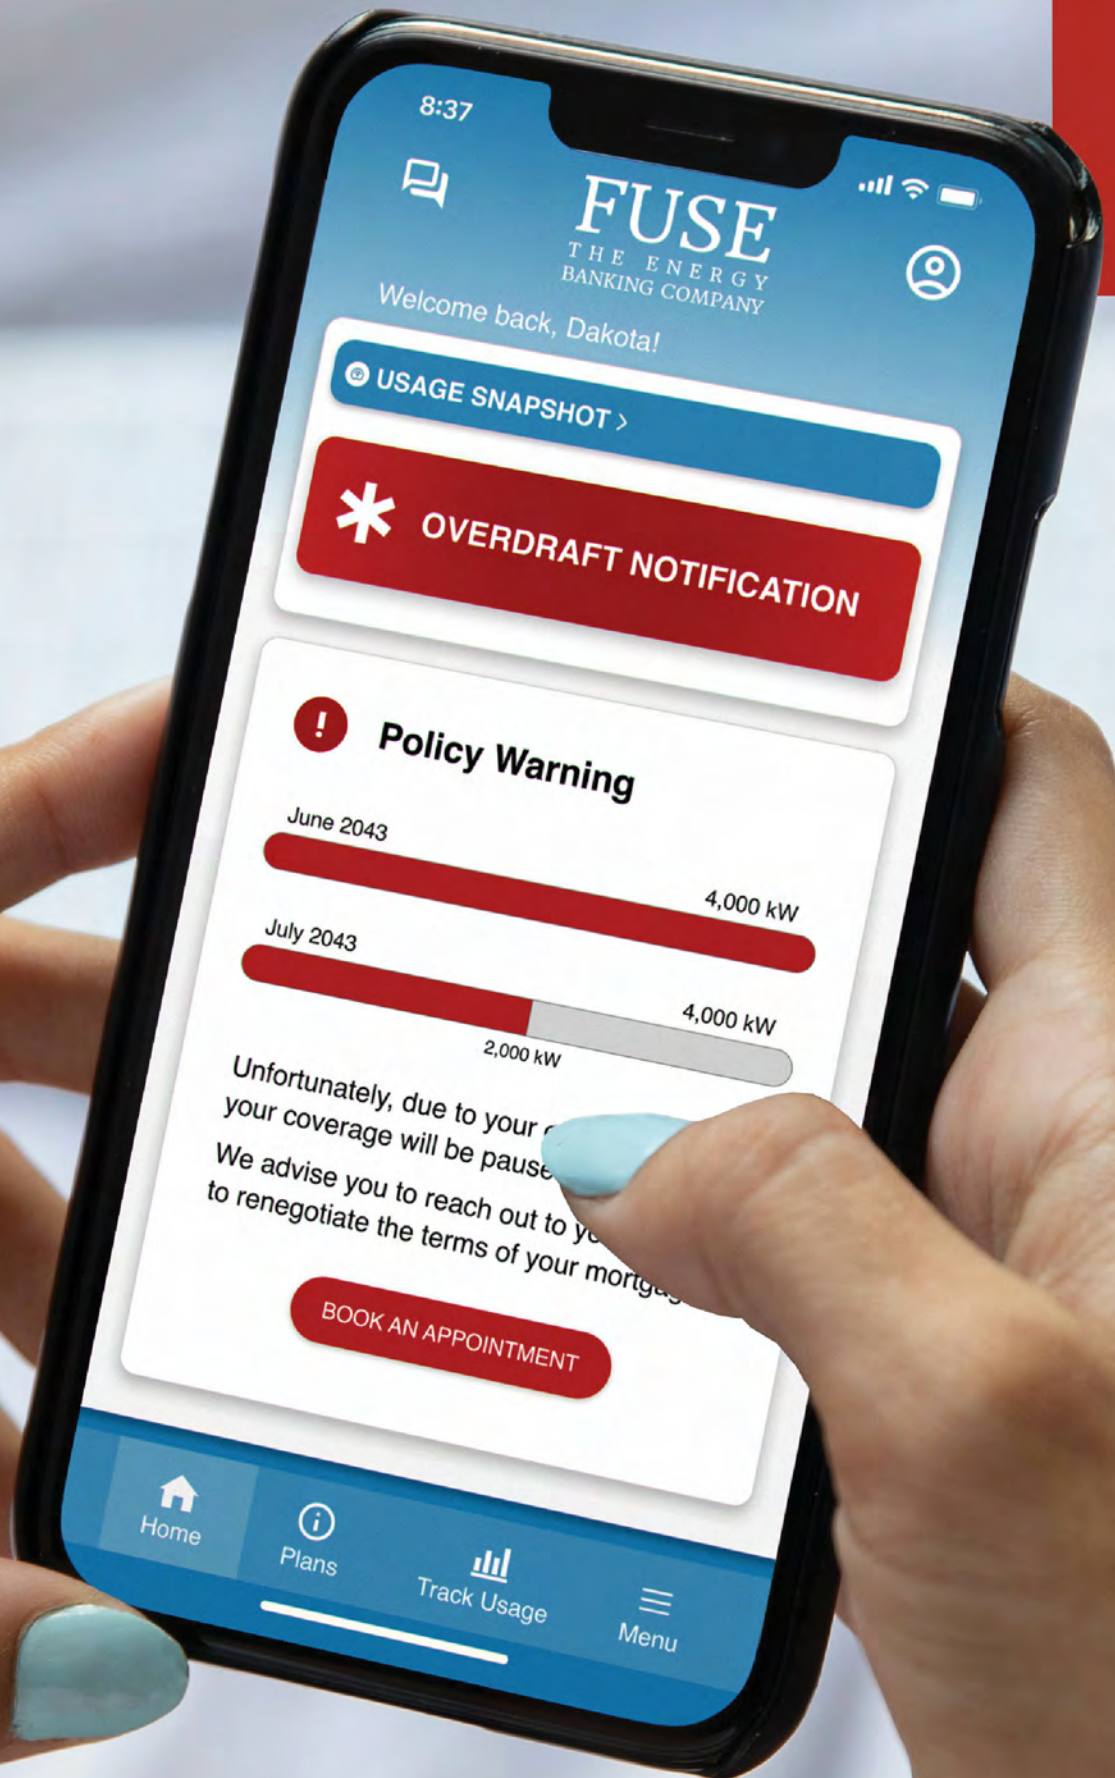 8:37
FUSE
THE ENERGY
BANKING COMPANY
Welcome back, Dakota!
USAGE SNAPSHOT >
* OVERDRAFT NOTIFICATION
! Policy Warning
June 2043
4,000 kW
July 2043
4,000 kW
2,000 kW
Unfortunately, due to your
your coverage will be
We advise you to reach out to
to renegotiate the terms of your
BOOK AN APPOINTMENT
Home
Plans
Track Usage
Menu